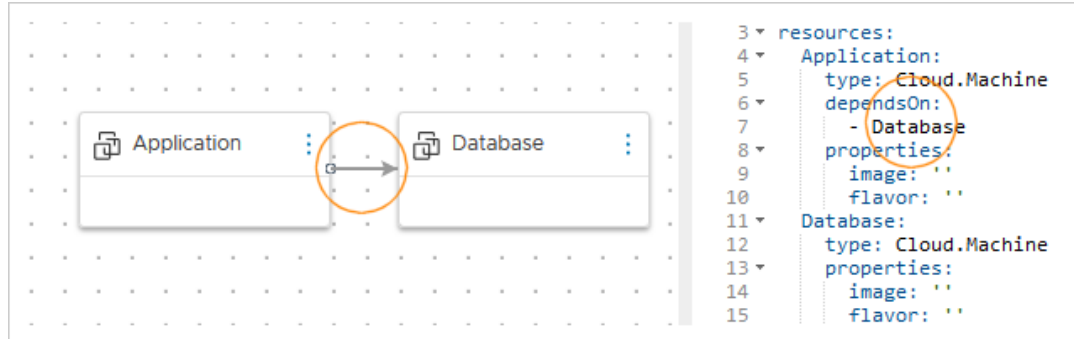 Application
Database
3 resources:
4 Application:
5 type: Cloud.Machine
6 dependsOn:
7 - Database
8 properties:
9 image: ''
10 flavor: ''
11 Database:
12 type: Cloud.Machine
13 properties:
14 image: ''
15 flavor: ''